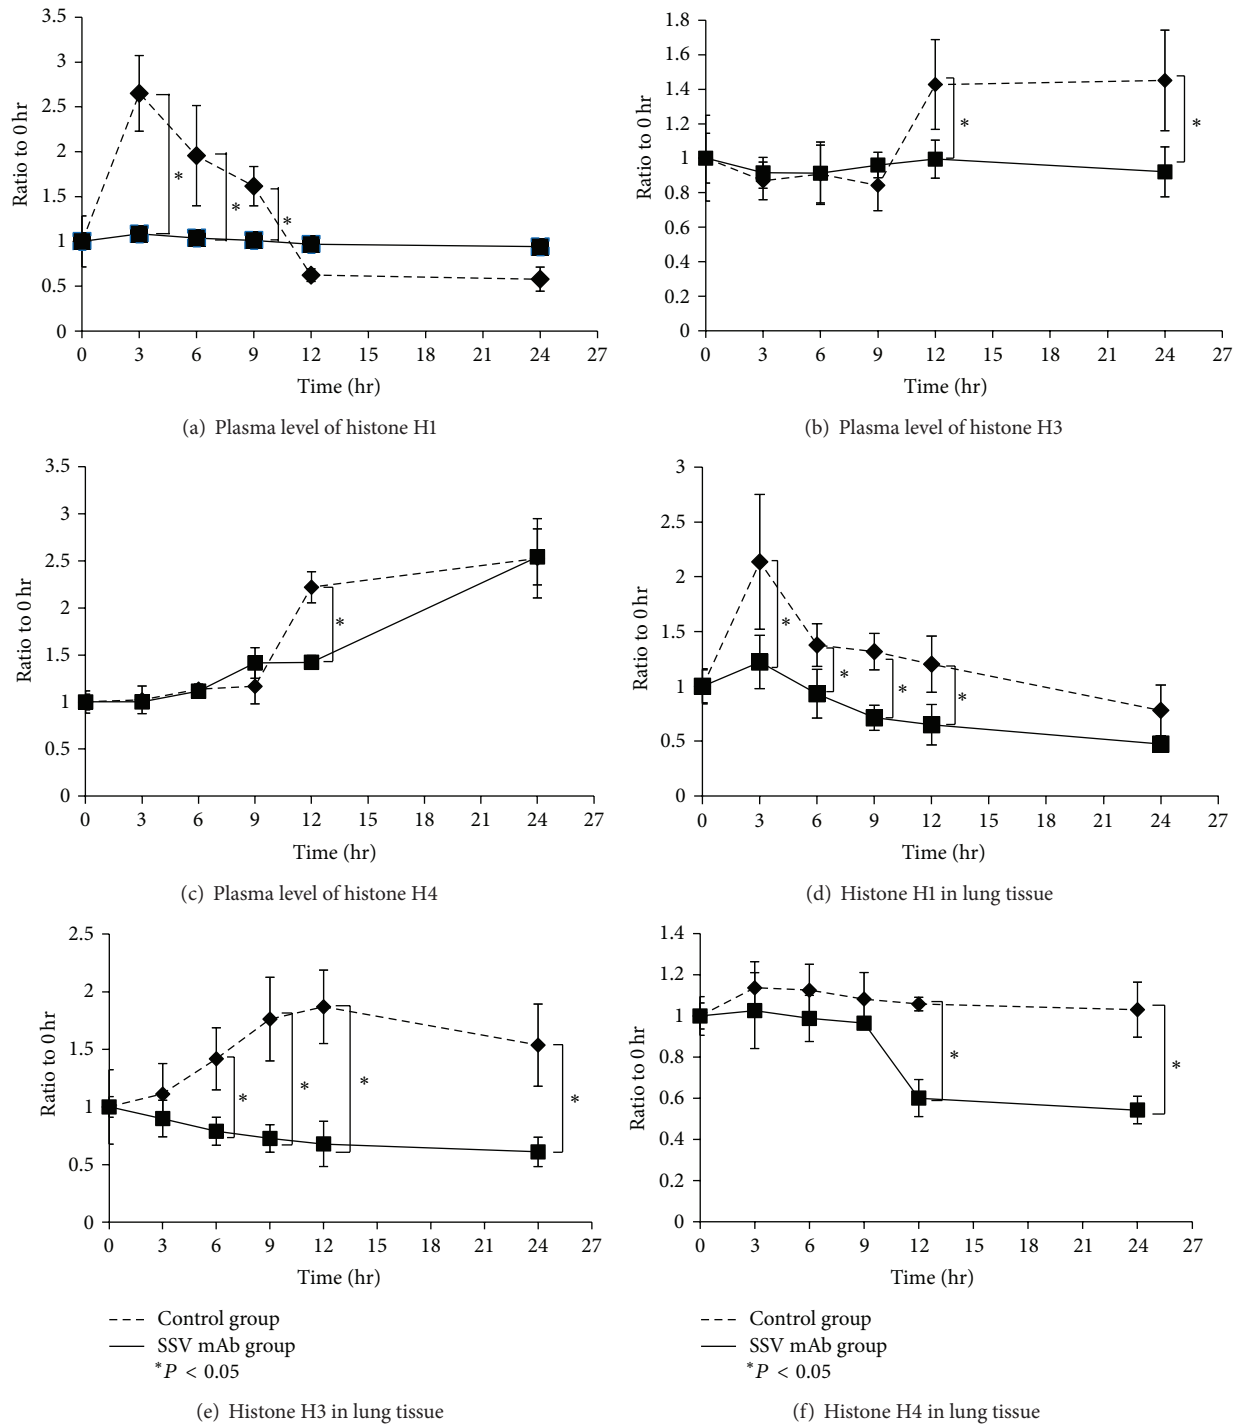 3.5
3
2.5
2
1.5
1
0.5
0
Ratio to 0 hr
*
*
*
0 3 6 9 12 15 18 21 24 27
Time (hr)
(a) Plasma level of histone H1
1.8
1.6
1.4
1.2
1
0.8
0.6
0.4
0.2
0
Ratio to 0 hr
*
*
0 3 6 9 12 15 18 21 24 27
Time (hr)
(b) Plasma level of histone H3
3.5
3
2.5
2
1.5
1
0.5
0
Ratio to 0 hr
*
0 3 6 9 12 15 18 21 24 27
Time (hr)
(c) Plasma level of histone H4
3
2.5
2
1.5
1
0.5
0
Ratio to 0 hr
*
*
*
*
0 3 6 9 12 15 18 21 24 27
Time (hr)
(d) Histone H1 in lung tissue
2.5
2
1.5
1
0.5
0
Ratio to 0 hr
*
*
*
*
0 3 6 9 12 15 18 21 24 27
Time (hr)
Control group
SSV mAb group
*P < 0.05
(e) Histone H3 in lung tissue
1.4
1.2
1
0.8
0.6
0.4
0.2
0
Ratio to 0 hr
*
*
0 3 6 9 12 15 18 21 24 27
Time (hr)
Control group
SSV mAb group
*P < 0.05
(f) Histone H4 in lung tissue